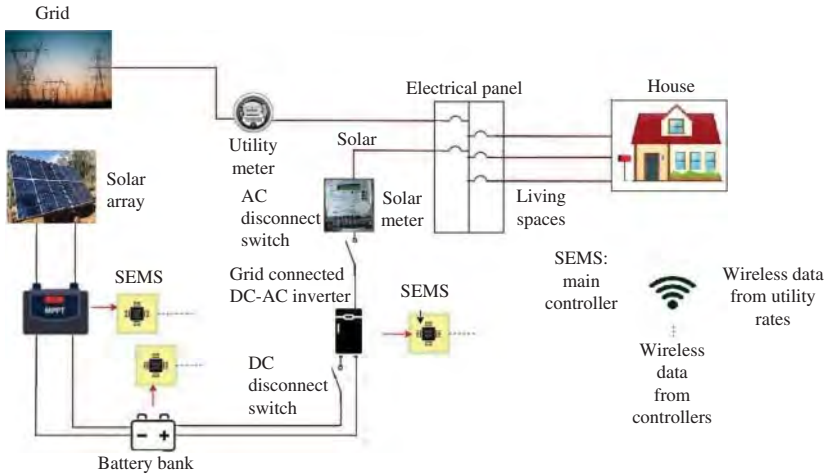 Grid
Electrical panel
House
Utility
meter
Solar
Solar
array
AC
disconnect
switch
Solar
meter
Living
spaces
SEMS
MPPT
Grid connected
DC-AC inverter
SEMS
SEMS:
main
controller
Wireless data
from utility
rates
Wireless
data
from
controllers
DC
disconnect
switch
Battery bank